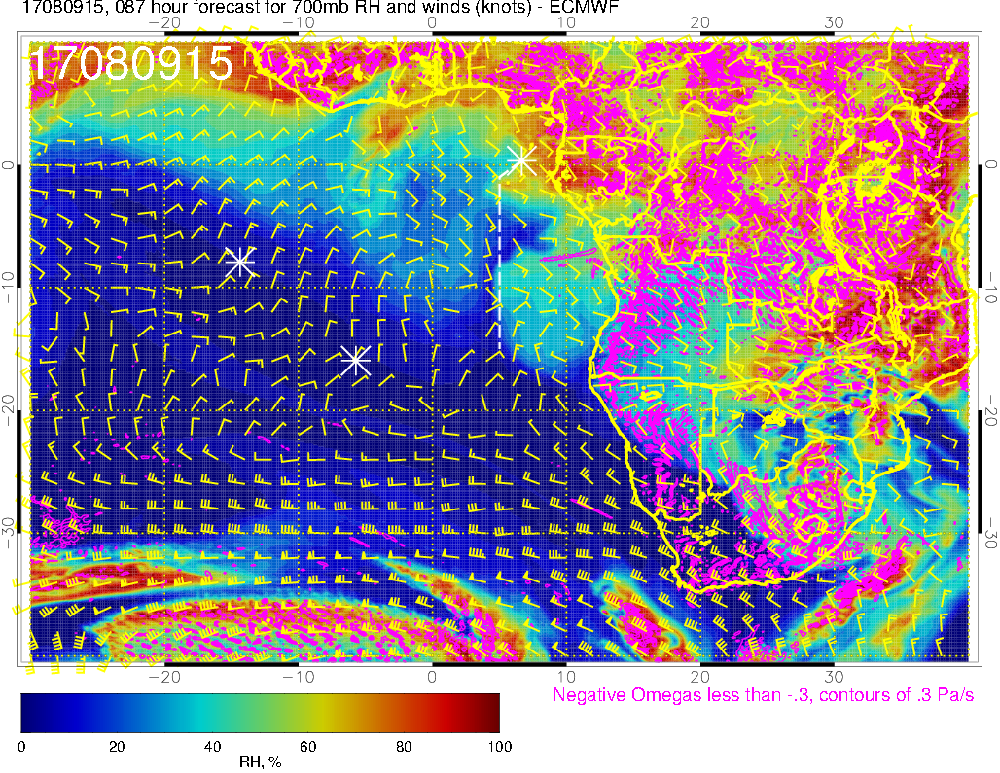 17080915, 087 hour forecast for 700mb RH and winds (knots) - ECMWF
−20 −10 0 10 20 30
17080915
0 0
−10 −10
−20 −20
−30 −30
−20 −10 0 10 20 30
Negative Omegas less than -.3, contours of .3 Pa/s
0 20 40 60 80 100
RH, %